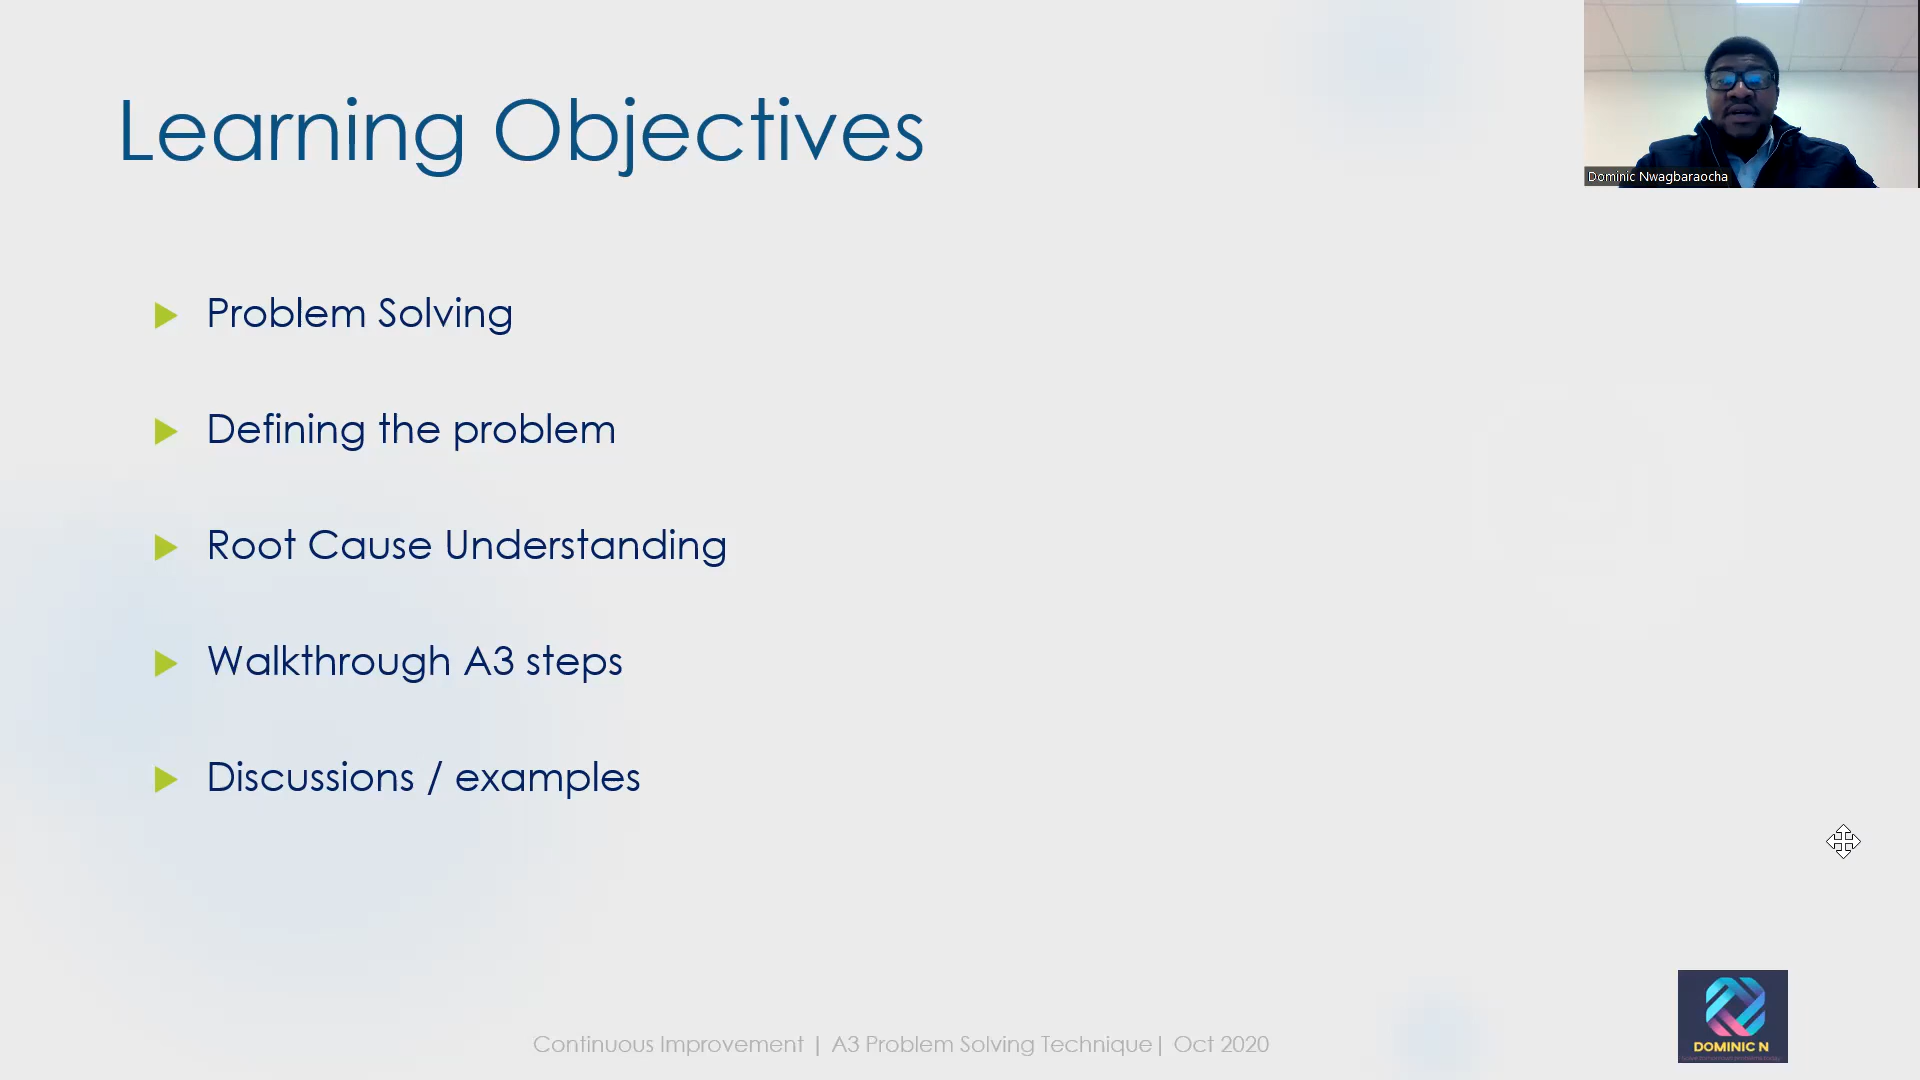 Learning Objectives
Dominic Nwagbaraocha
Problem Solving
Defining the problem
Root Cause Understanding
Walkthrough A3 steps
Discussions / examples
Continuous Improvement | A3 Problem Solving Technique| Oct 2020
DOMINIC N